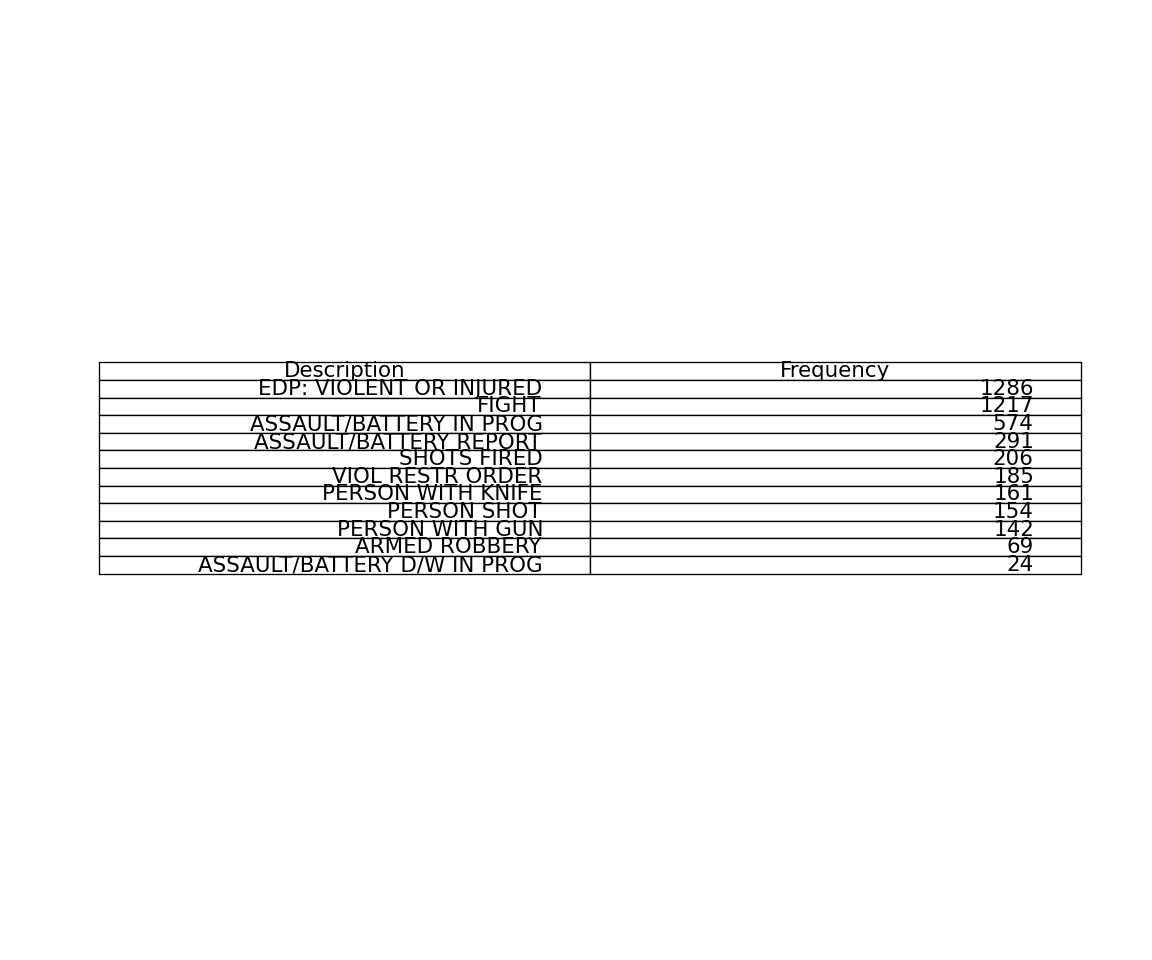 Description Frequency
EDP: VIOLENT OR INJURED 1286
FIGHT 1217
ASSAULT/BATTERY IN PROG 574
ASSAULT/BATTERY REPORT 291
SHOTS FIRED 206
VIOL RESTR ORDER 185
PERSON WITH KNIFE 161
PERSON SHOT 154
PERSON WITH GUN 142
ARMED ROBBERY 69
ASSAULT/BATTERY D/W IN PROG 24